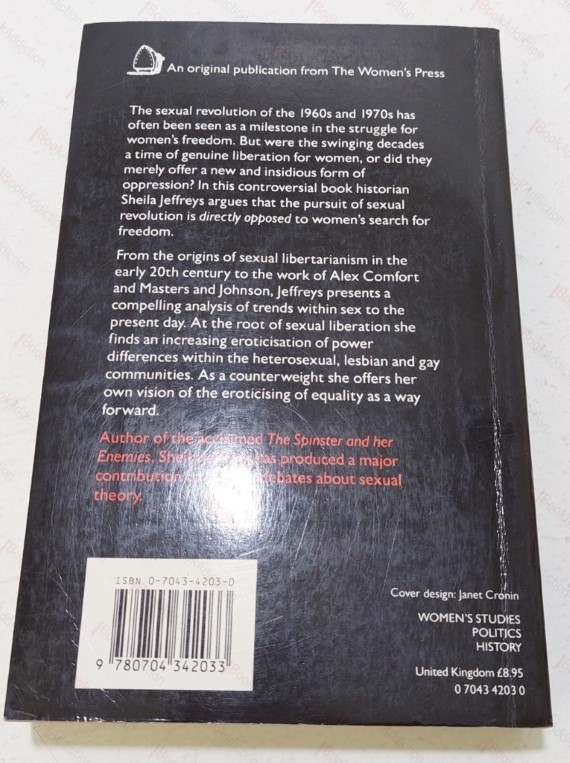 An original publication from The Women's Press
The sexual revolution of the 1960s and 1970s has
often been seen as a milestone in the struggle for
women's freedom. But were the swinging decades
a time of genuine liberation for women, or did they
merely offer a new and insidious form of
oppression? In this controversial book historian
Sheila Jeffreys argues that the pursuit of sexual
revolution is directly opposed to women's search for
freedom.
From the origins of sexual libertarianism in the
early 20th century to the work of Alex Comfort
and Masters and Johnson, Jeffreys presents a
compelling analysis of trends within sex to the
present day. At the root of sexual liberation she
finds an increasing eroticisation of power
differences within the heterosexual, lesbian and gay
communities. As a counterweight she offers her
own vision of the eroticising of equality as a way
forward.
Author of the acclaimed The Spinster and her
Enemies, has produced a major
contribution debates about sexual
theory.
ISBN 0-7043-4203-0
9 780704 342033
Cover design: Janet Cronin
WOMEN'S STUDIES
POLITICS
HISTORY
United Kingdom £8.95
0 7043 4203 0